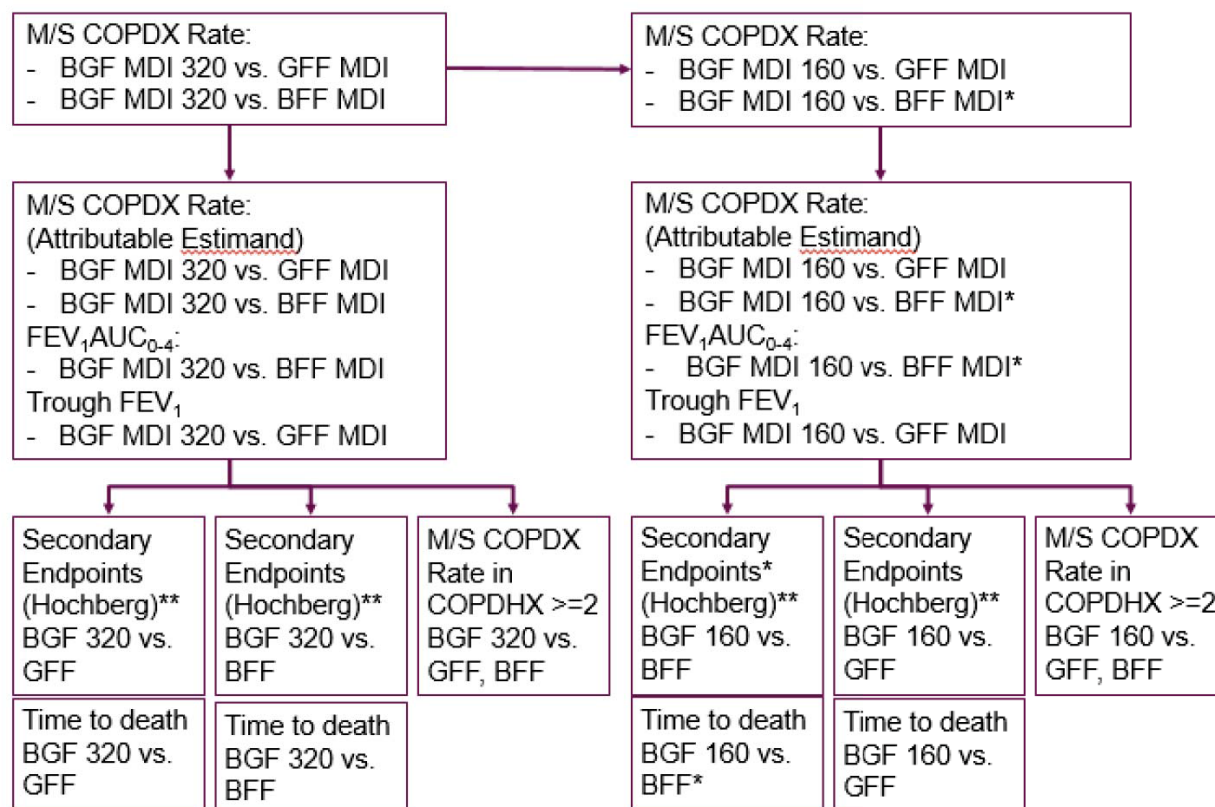 M/S COPDX Rate:
- BGF MDI 320 vs. GFF MDI
- BGF MDI 320 vs. BFF MDI
M/S COPDX Rate:
- BGF MDI 160 vs. GFF MDI
- BGF MDI 160 vs. BFF MDI*
M/S COPDX Rate:
(Attributable Estimand)
- BGF MDI 320 vs. GFF MDI
- BGF MDI 320 vs. BFF MDI
FEV₁AUC₀₋₄:
- BGF MDI 320 vs. BFF MDI
Trough FEV₁
- BGF MDI 320 vs. GFF MDI
M/S COPDX Rate:
(Attributable Estimand)
- BGF MDI 160 vs. GFF MDI
- BGF MDI 160 vs. BFF MDI*
FEV₁AUC₀₋₄:
- BGF MDI 160 vs. BFF MDI*
Trough FEV₁
- BGF MDI 160 vs. GFF MDI
Secondary
Endpoints
(Hochberg)**
BGF 320 vs.
GFF
Secondary
Endpoints
(Hochberg)**
BGF 320 vs.
BFF
M/S COPDX
Rate in
COPDHX >=2
BGF 320 vs.
GFF, BFF
Secondary
Endpoints*
(Hochberg)**
BGF 160 vs.
BFF
Secondary
Endpoints
(Hochberg)**
BGF 160 vs.
GFF
M/S COPDX
Rate in
COPDHX >=2
BGF 160 vs.
GFF, BFF
Time to death
BGF 320 vs.
GFF
Time to death
BGF 320 vs.
BFF
Time to death
BGF 160 vs.
BFF*
Time to death
BGF 160 vs.
GFF